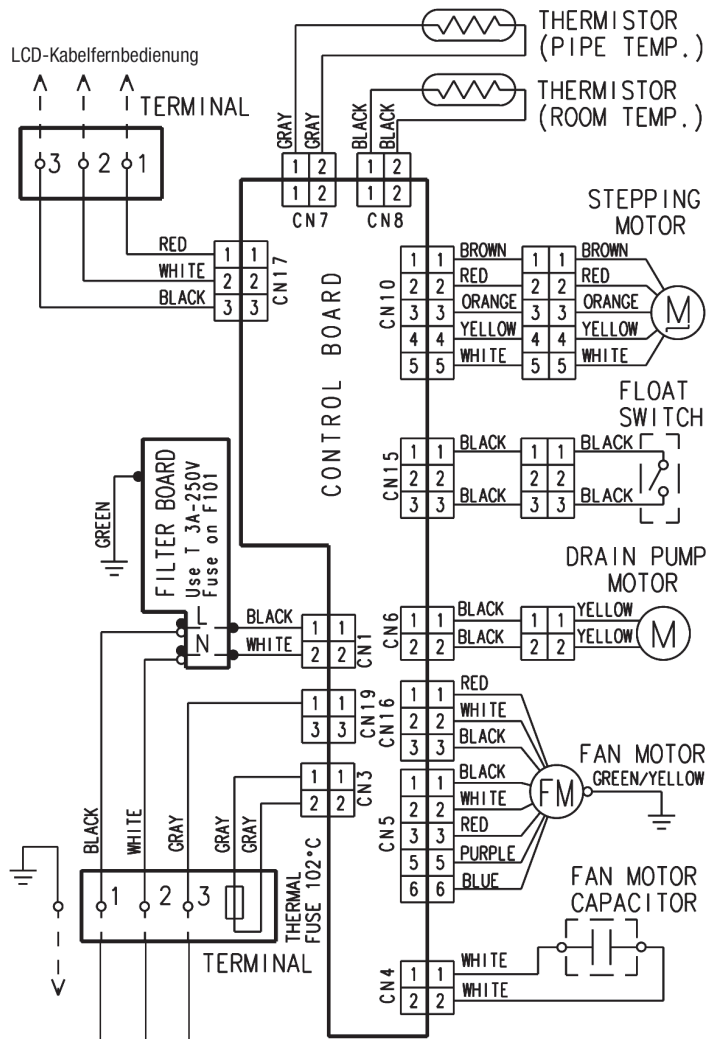 THERMISTOR
(PIPE TEMP.)
LCD-Kabelfernbedienung
TERMINAL
3 2 1
GRAY
GRAY
BLACK
BLACK
THERMISTOR
(ROOM TEMP.)
1 2
1 2
CN7
1 2
1 2
CN8
RED
WHITE
BLACK
1 1
2 2
3 3
CN17
CONTROL BOARD
STEPPING
MOTOR
CN10
1 1 BROWN 1 1 BROWN
2 2 RED 2 2 RED
3 3 ORANGE 3 3 ORANGE
4 4 YELLOW 4 4 YELLOW
5 5 WHITE 5 5 WHITE
M
FLOAT
SWITCH
CN15
1 1 BLACK 1 1 BLACK
2 2 2 2
3 3 BLACK 3 3 BLACK
GREEN
FILTER BOARD
Use T 3A-250V
Fuse on F101
L
N
BLACK
WHITE
1 1
2 2
CN1
DRAIN PUMP
MOTOR
CN6
1 1 BLACK 1 1 YELLOW
2 2 BLACK 2 2 YELLOW
M
1 1
3 3
CN19
CN16
1 1 RED
2 2 WHITE
3 3 BLACK
1 1
2 2
CN3
CN5
1 1 BLACK
2 2 WHITE
3 3 RED
5 5 PURPLE
6 6 BLUE
FM
FAN MOTOR
GREEN/YELLOW
BLACK
WHITE
GRAY
GRAY
GRAY
1 2 3
THERMAL
FUSE 102°C
TERMINAL
FAN MOTOR
CAPACITOR
CN4
1 1 WHITE
2 2 WHITE